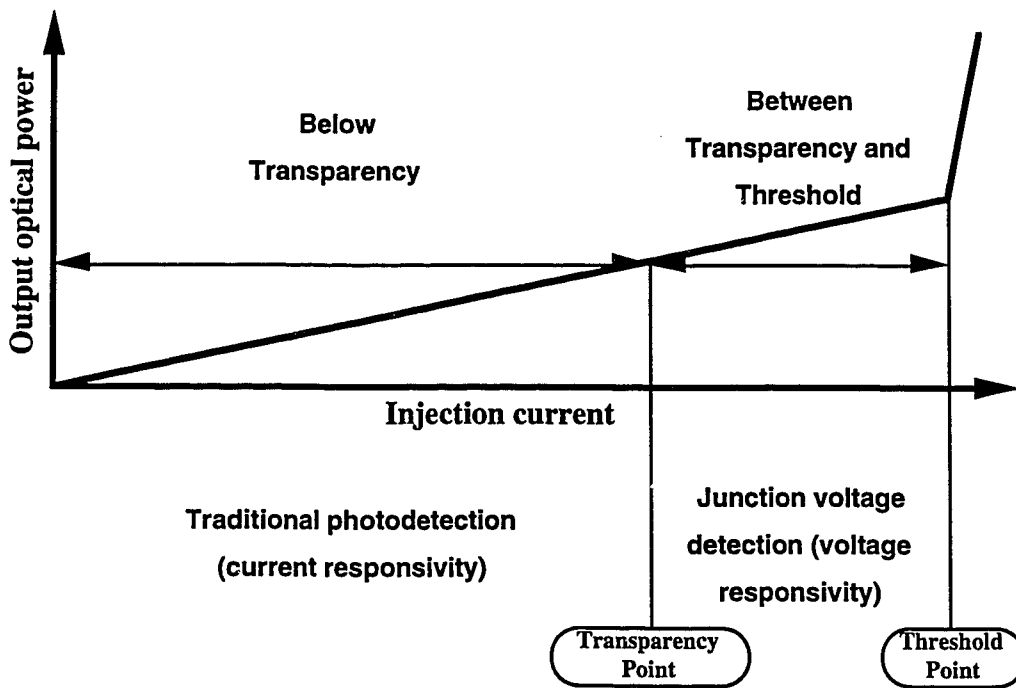 Output optical power
Below
Transparency
Between
Transparency and
Threshold
Injection current
Traditional photodetection
(current responsivity)
Junction voltage
detection (voltage
responsivity)
Transparency
Point
Threshold
Point